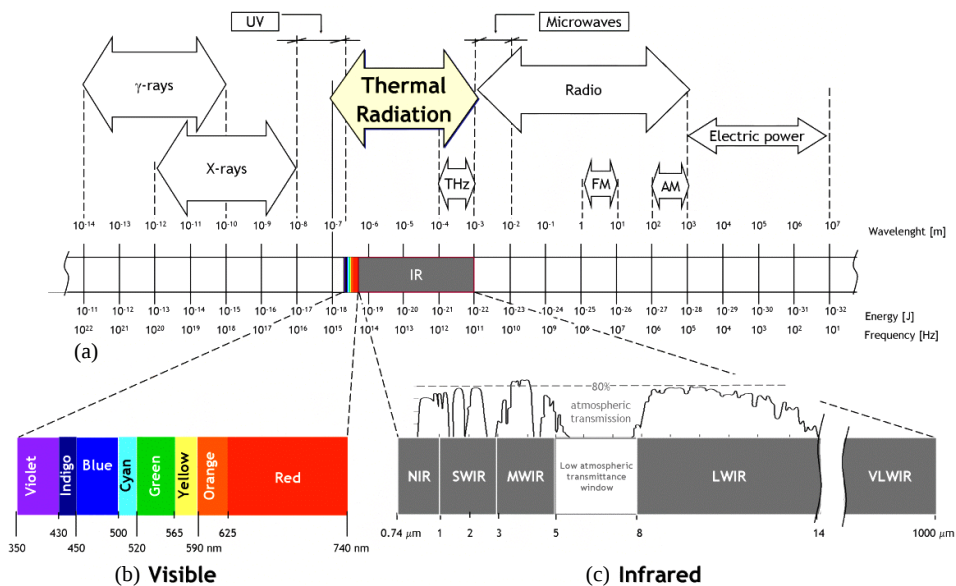 UV
Microwaves
γ-rays
Thermal
Radiation
Radio
Electric power
X-rays
THz
FM
AM
10⁻¹⁴ 10⁻¹³ 10⁻¹² 10⁻¹¹ 10⁻¹⁰ 10⁻⁹ 10⁻⁸ 10⁻⁷ 10⁻⁶ 10⁻⁵ 10⁻⁴ 10⁻³ 10⁻² 10⁻¹ 1 10¹ 10² 10³ 10⁴ 10⁵ 10⁶ 10⁷
Wavelenght [m]
IR
10⁻¹¹ 10⁻¹² 10⁻¹³ 10⁻¹⁴ 10⁻¹⁵ 10⁻¹⁶ 10⁻¹⁷ 10⁻¹⁸ 10⁻²⁰ 10⁻²¹ 10⁻²² 10⁻²³ 10⁻²⁴ 10⁻²⁵ 10⁻²⁶ 10⁻²⁷ 10⁻²⁸ 10⁻²⁹ 10⁻³⁰ 10⁻³¹ 10⁻³²
Energy [J]
10²² 10²¹ 10²⁰ 10¹⁹ 10¹⁸ 10¹⁷ 10¹⁶ 10¹⁵ 10¹⁴ 10¹³ 10¹² 10¹¹ 10¹⁰ 10⁹ 10⁸ 10⁷ 10⁶ 10⁵ 10⁴ 10³ 10² 10¹
Frequency [Hz]
(a)
80%
atmospheric
transmission
Violet
Indigo
Blue
Cyan
Green
Yellow
Orange
Red
350 430 450 500 520 565 590 nm 625 740 nm
(b) Visible
NIR
SWIR
MWIR
Low atmospheric
transmittance
window
LWIR
VLWIR
0.74 μm 1 2 3 5 8 14 1000 μm
(c) Infrared